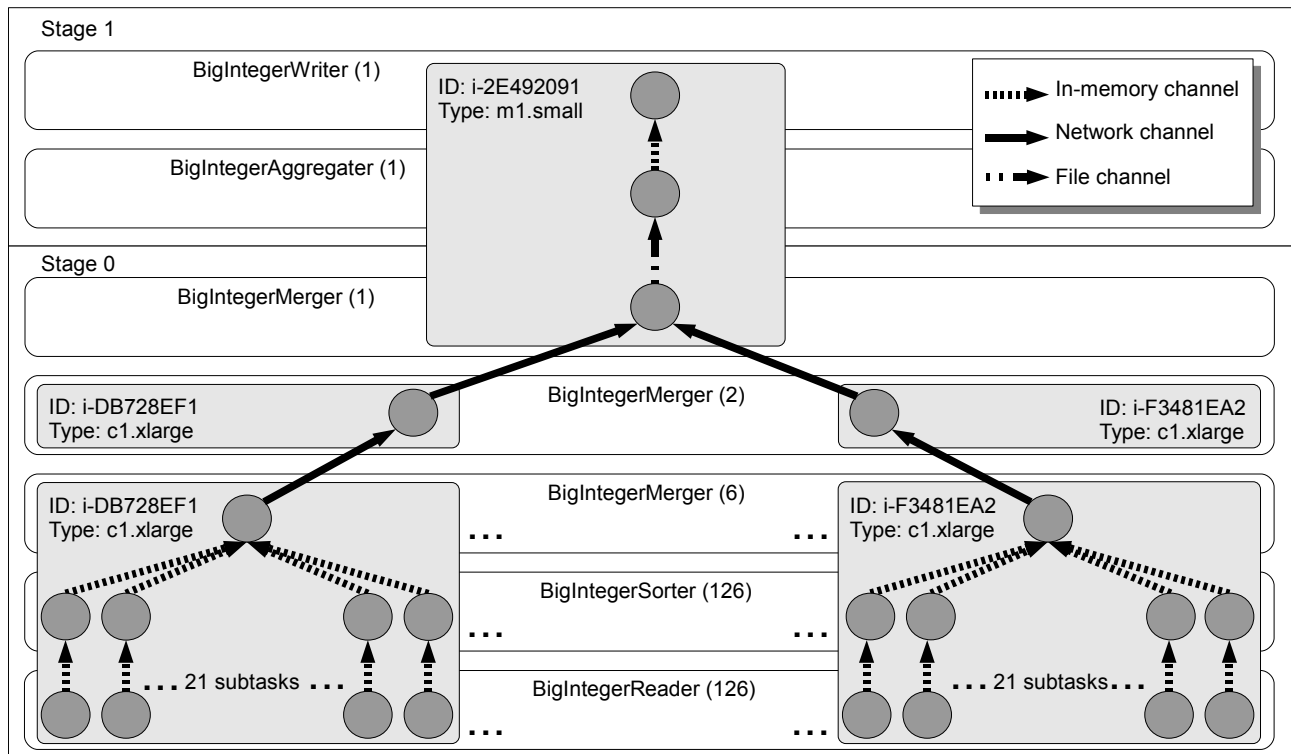 Stage 1
BigIntegerWriter (1)
ID: i-2E492091
Type: m1.small
In-memory channel
Network channel
File channel
BigIntegerAggregater (1)
Stage 0
BigIntegerMerger (1)
ID: i-DB728EF1
Type: c1.xlarge
BigIntegerMerger (2)
ID: i-F3481EA2
Type: c1.xlarge
ID: i-DB728EF1
Type: c1.xlarge
BigIntegerMerger (6)
... ...
ID: i-F3481EA2
Type: c1.xlarge
BigIntegerSorter (126)
... ...
... 21 subtasks ...
BigIntegerReader (126)
... ...
... 21 subtasks...